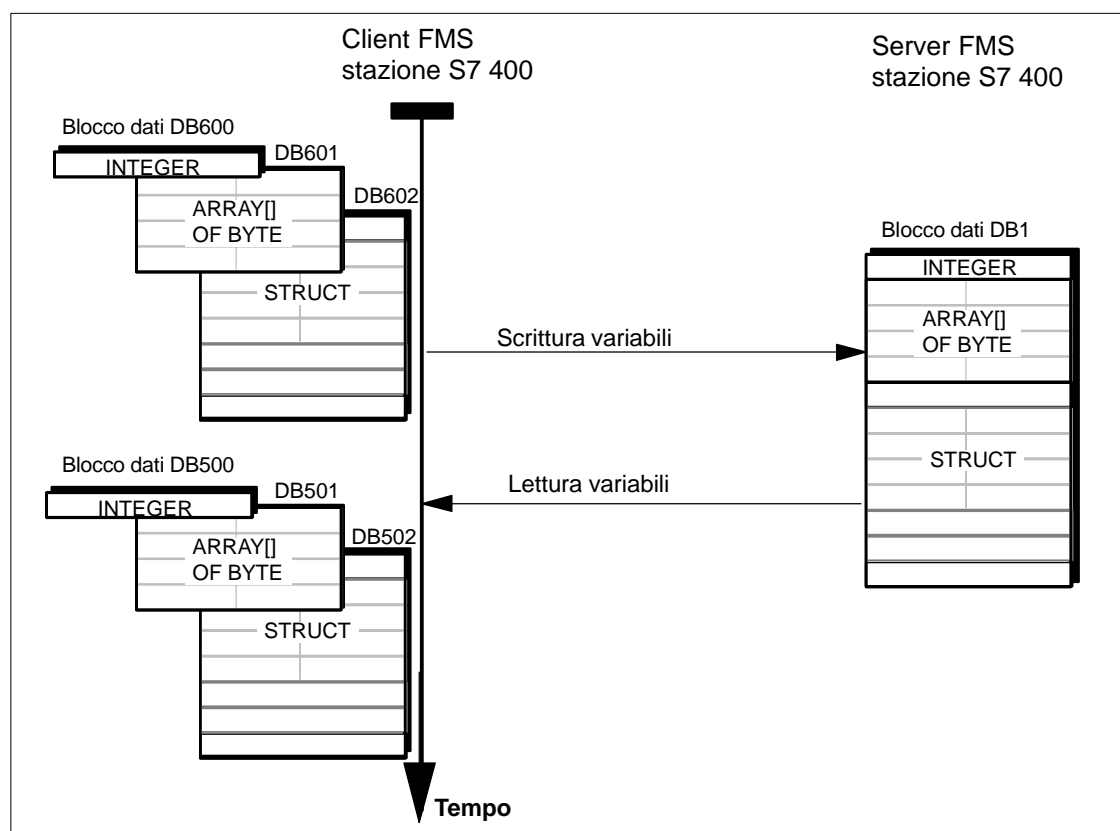 Client FMS
stazione S7 400
Server FMS
stazione S7 400
Blocco dati DB600
INTEGER
DB601
ARRAY[]
OF BYTE
DB602
STRUCT
Blocco dati DB1
INTEGER
ARRAY[]
OF BYTE
STRUCT
Scrittura variabili
Lettura variabili
Blocco dati DB500
INTEGER
DB501
ARRAY[]
OF BYTE
DB502
STRUCT
Tempo